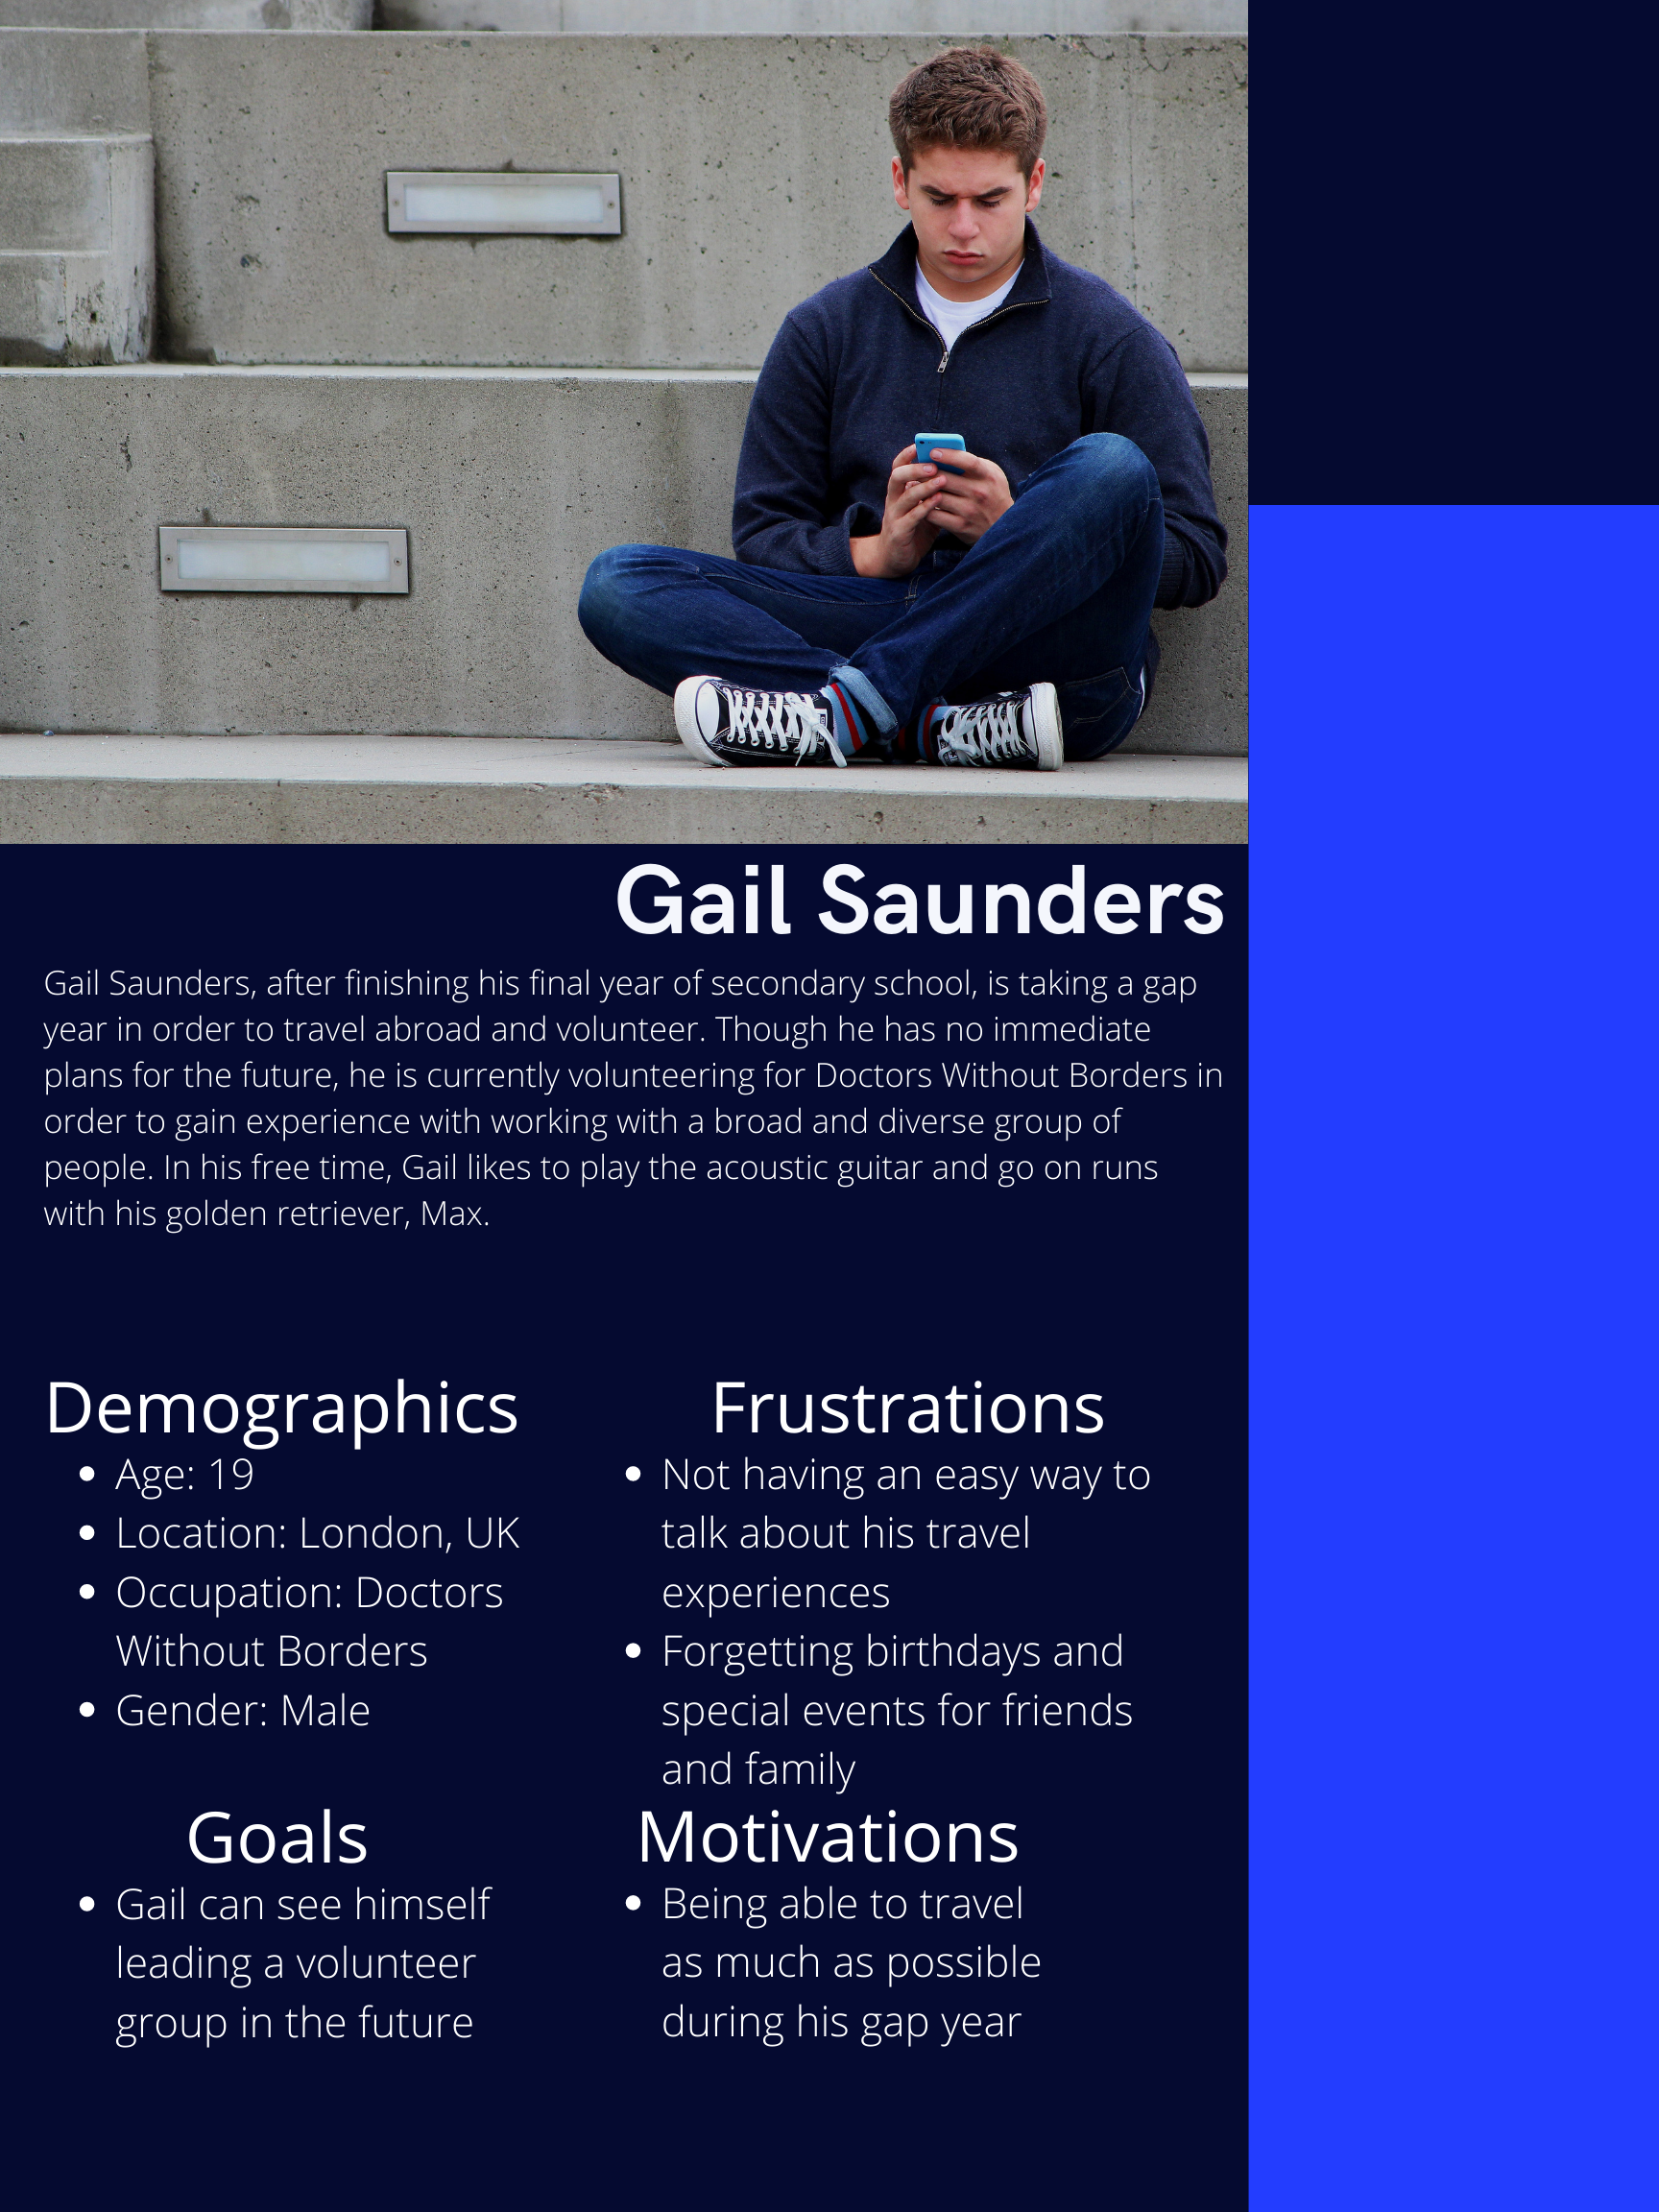 Gail Saunders
Gail Saunders, after finishing his final year of secondary school, is taking a gap
year in order to travel abroad and volunteer. Though he has no immediate
plans for the future, he is currently volunteering for Doctors Without Borders in
order to gain experience with working with a broad and diverse group of
people. In his free time, Gail likes to play the acoustic guitar and go on runs
with his golden retriever, Max.
Demographics
• Age: 19
• Location: London, UK
• Occupation: Doctors
Without Borders
• Gender: Male
Frustrations
• Not having an easy way to
talk about his travel
experiences
• Forgetting birthdays and
special events for friends
and family
Goals
• Gail can see himself
leading a volunteer
group in the future
Motivations
• Being able to travel
as much as possible
during his gap year